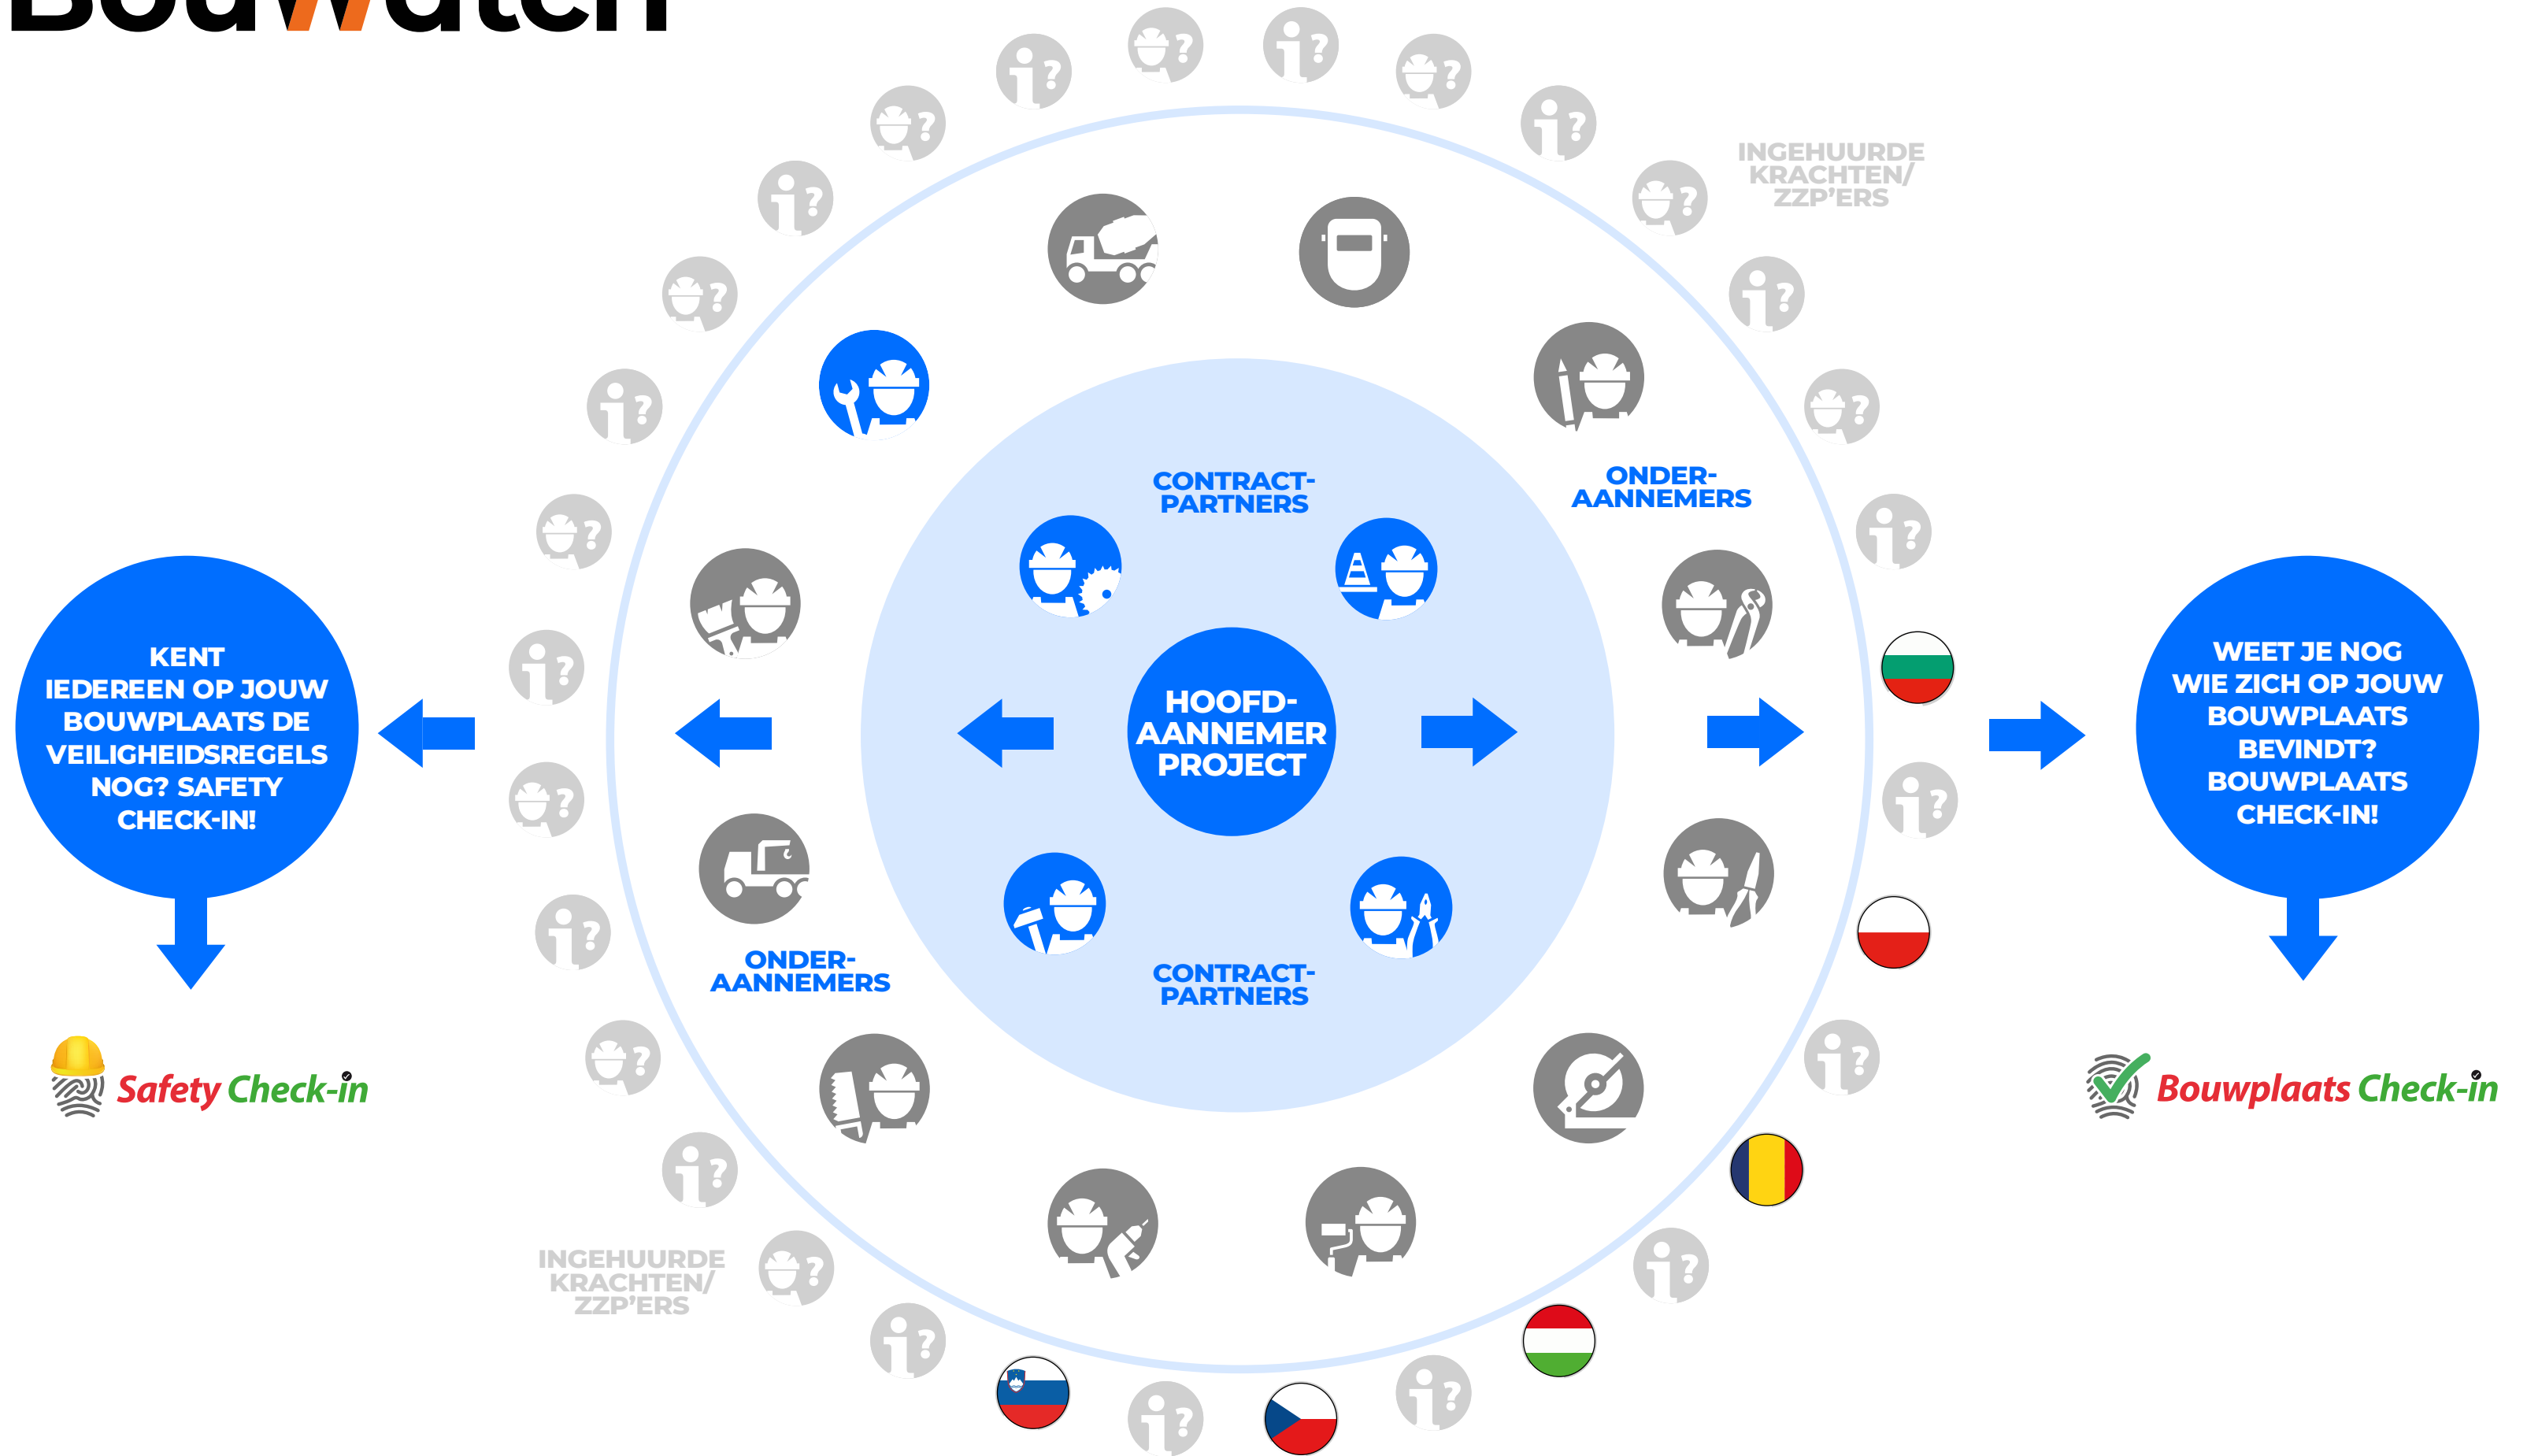 BouWatch
INGEHUURDE
KRACHTEN/
ZZP'ERS
CONTRACT-
PARTNERS
ONDER-
AANNEMERS
KENT
IEDEREEN OP JOUW
BOUWPLAATS DE
VEILIGHEIDSREGELS
NOG? SAFETY
CHECK-IN!
HOOFD-
AANNEMER
PROJECT
WEET JE NOG
WIE ZICH OP JOUW
BOUWPLAATS
BEVINDT?
BOUWPLAATS
CHECK-IN!
ONDER-
AANNEMERS
CONTRACT-
PARTNERS
Safety Check-in
Bouwplaats Check-in
INGEHUURDE
KRACHTEN/
ZZP'ERS